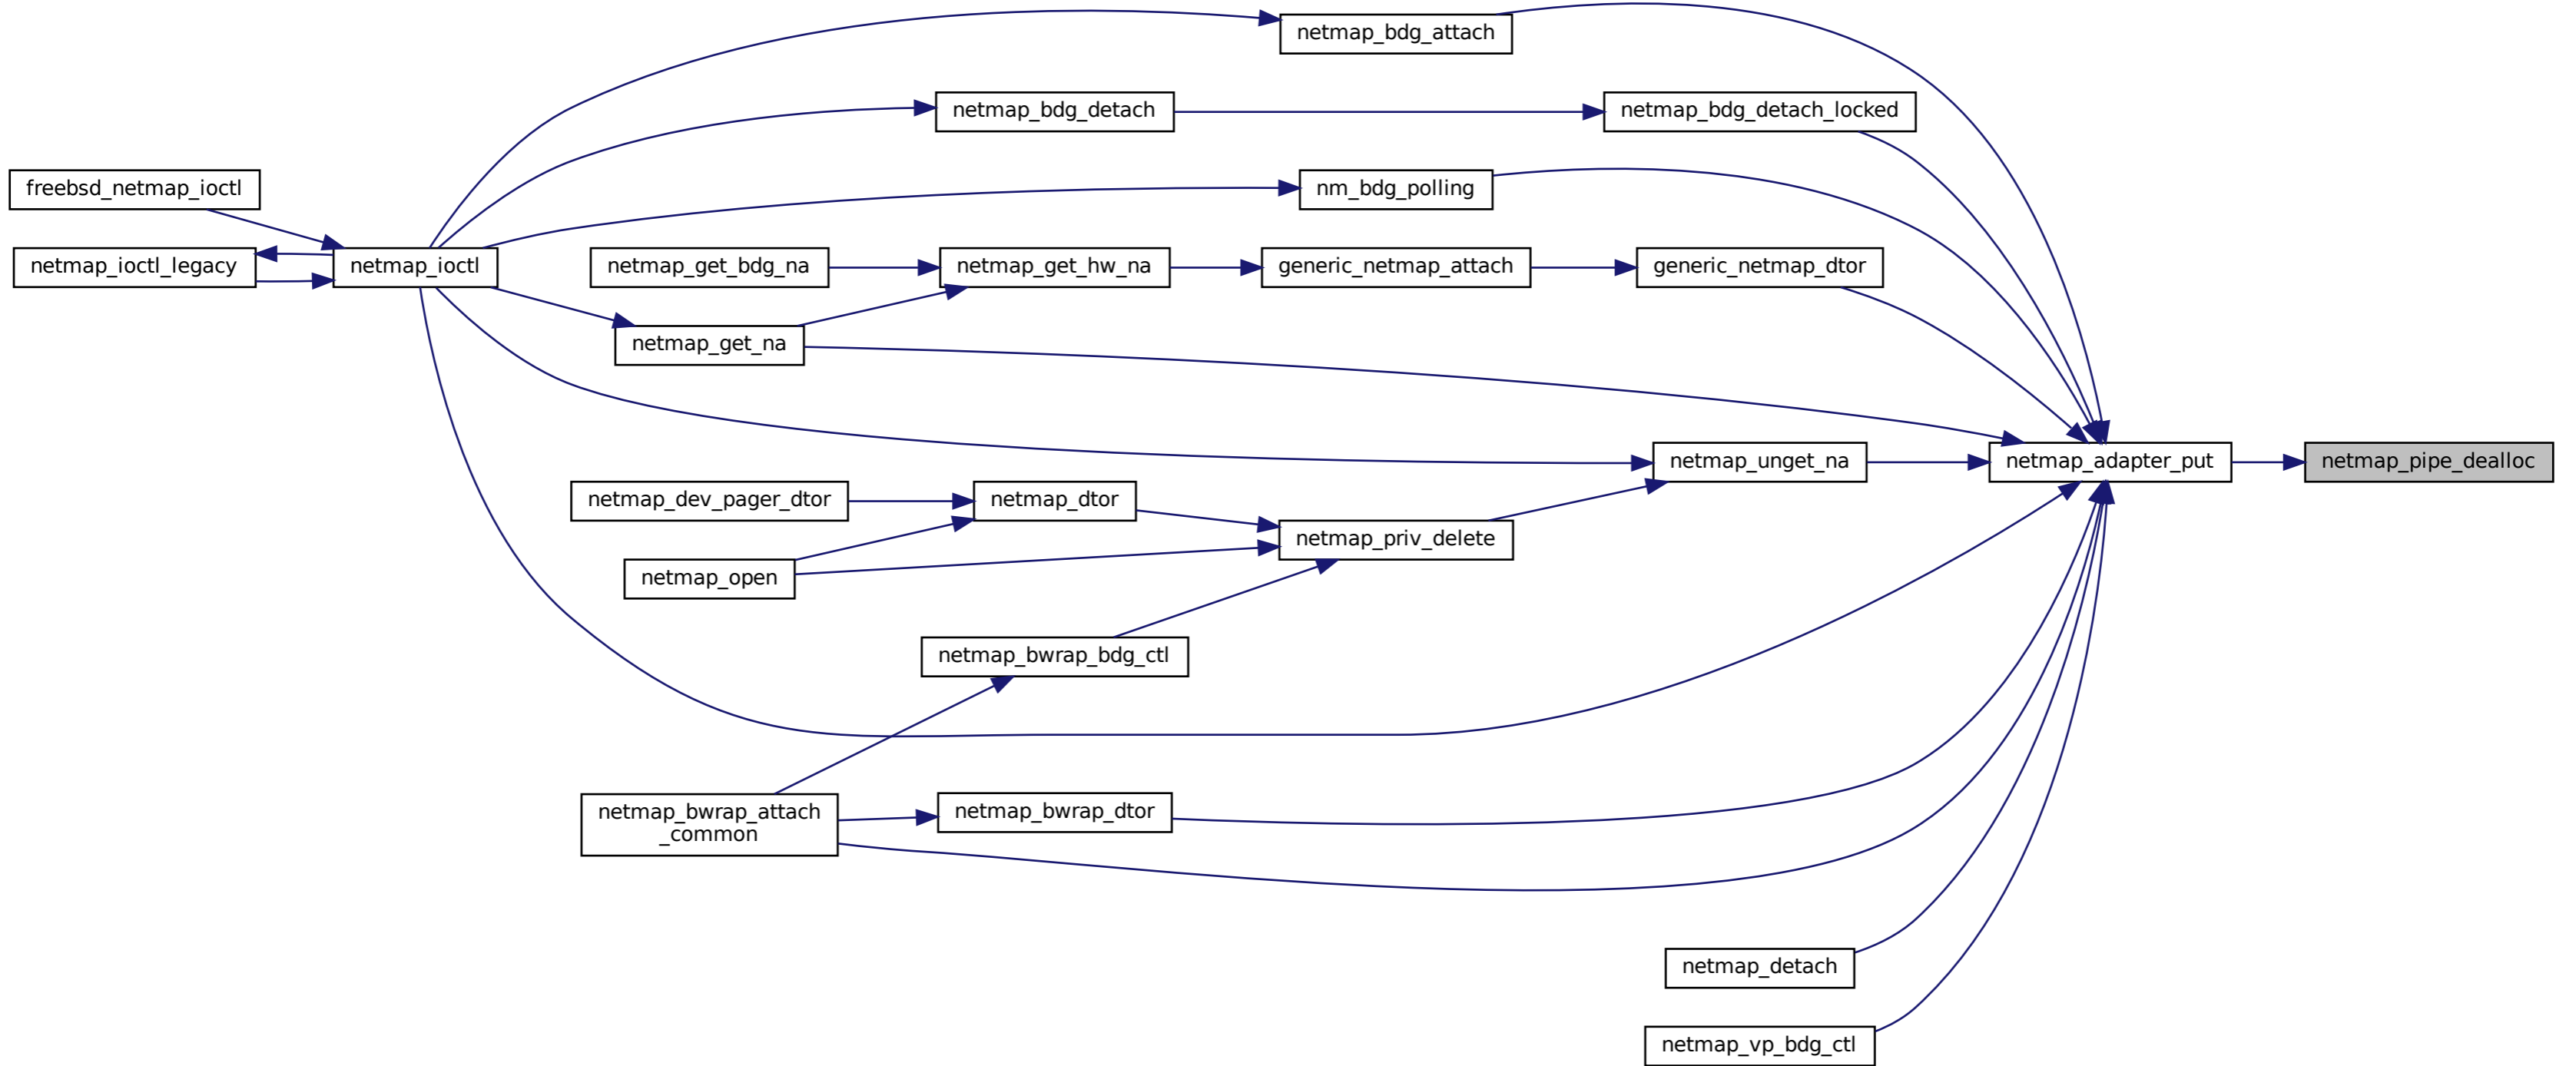 netmap_bdg_attach
netmap_bdg_detach
netmap_bdg_detach_locked
freebsd_netmap_ioctl
nm_bdg_polling
netmap_ioctl_legacy
netmap_ioctl
netmap_get_bdg_na
netmap_get_hw_na
generic_netmap_attach
generic_netmap_dtor
netmap_get_na
netmap_unget_na
netmap_adapter_put
netmap_pipe_dealloc
netmap_dev_pager_dtor
netmap_dtor
netmap_priv_delete
netmap_open
netmap_bwrap_bdg_ctl
netmap_bwrap_attach
_common
netmap_bwrap_dtor
netmap_detach
netmap_vp_bdg_ctl